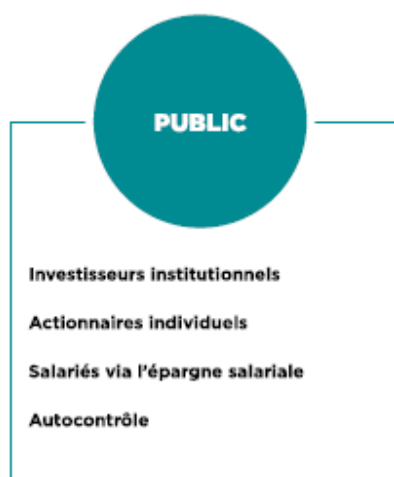 PUBLIC
Investisseurs institutionnels
Actionnaires individuels
Salariés via l'épargne salariale
Autocontrôle